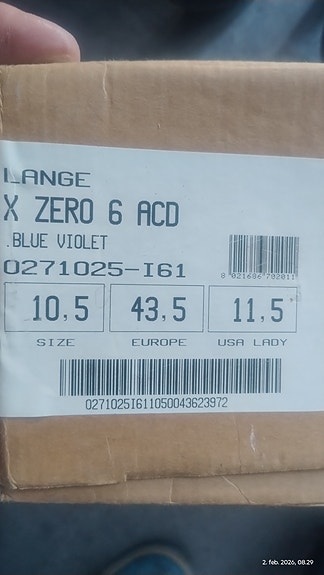 LANGE
X ZERO 6 ACD
.BLUE VIOLET
0271025-I61
8 021686 702011
10,5 43,5 11,5
SIZE EUROPE USA LADY
0271025I611050043623972
2. feb. 2026, 08.29